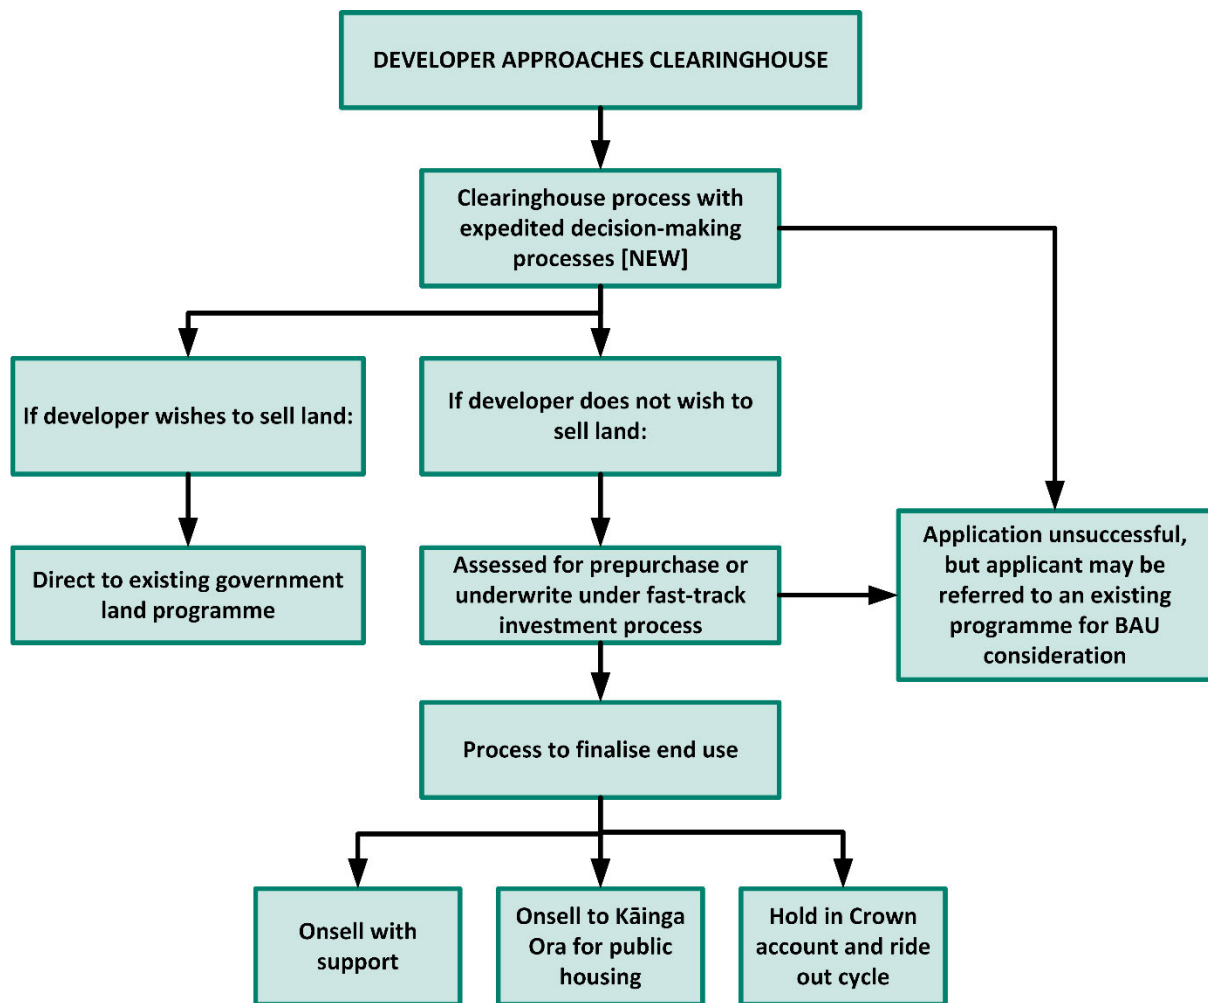 DEVELOPER APPROACHES CLEARINGHOUSE
Clearinghouse process with
expedited decision-making
processes [NEW]
If developer wishes to sell land:
If developer does not wish to
sell land:
Direct to existing government
land programme
Assessed for prepurchase or
underwrite under fast-track
investment process
Application unsuccessful,
but applicant may be
referred to an existing
programme for BAU
consideration
Process to finalise end use
Onsell with
support
Onsell to Kāinga
Ora for public
housing
Hold in Crown
account and ride
out cycle